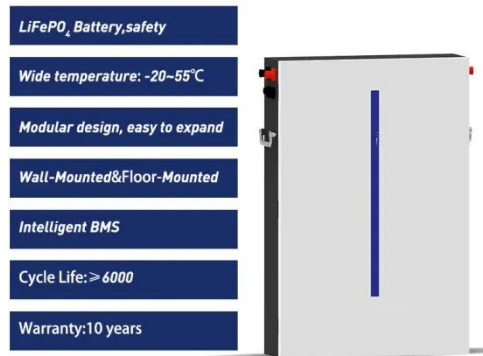 LiFePO₄ Battery,safety
Wide temperature: -20~55℃
Modular design, easy to expand
Wall-Mounted&Floor-Mounted
Intelligent BMS
Cycle Life:≥6000
Warranty:10 years